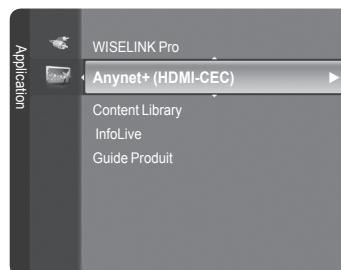 Application
WISELINK Pro
Anynet+ (HDMI-CEC)
Content Library
InfoLive
Guide Produit